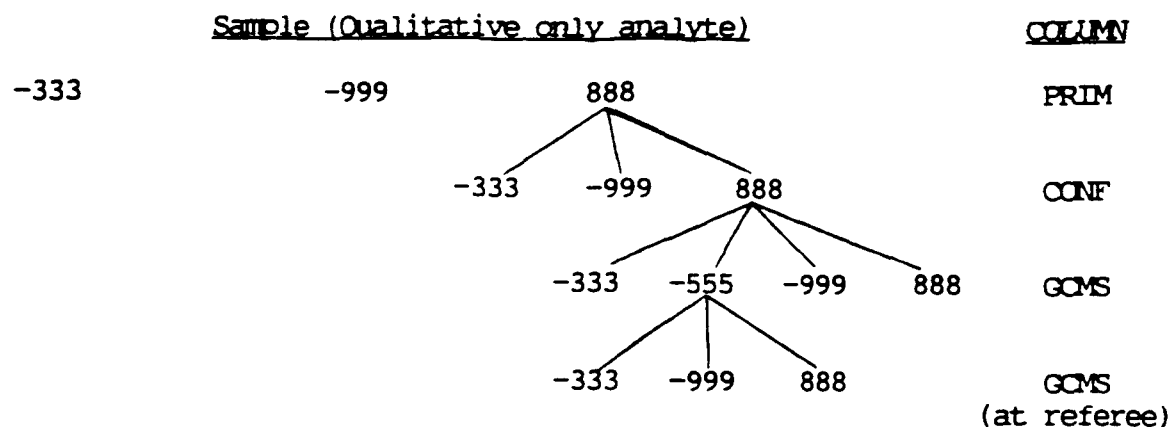 Sample (Qualitative only analyte) COLUMN
-333 -999 888 PRIM
-333 -999 888 CONF
-333 -555 -999 888 GCMS
-333 -999 888 GCMS
(at referee)